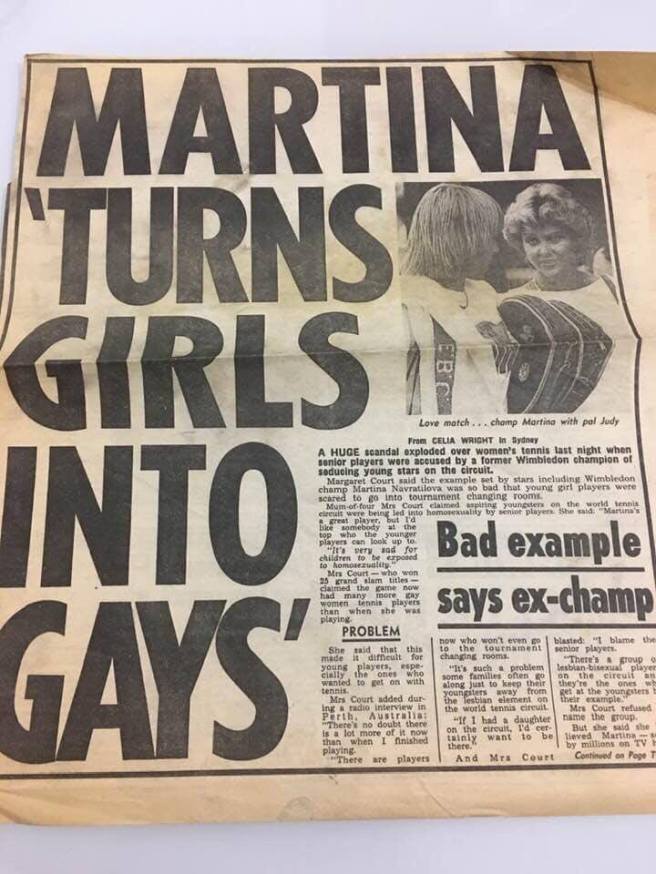 MARTINA
'TURNS
GIRLS
INTO
GAYS'
EBC
Love match . . . champ Martina with pal Judy
From CELIA WRIGHT in Sydney
A HUGE scandal exploded over women's tennis last night when
senior players were accused by a former Wimbledon champion of
seducing young stars on the circuit.
Margaret Court said the example set by stars including Wimbledon
champ Martina Navratilova was so bad that young girl players were
scared to go into tournament changing rooms.
Mum-of-four Mrs Court claimed aspiring youngsters on the world tennis
circuit were being led into homosexuality by senior players. She said: "Martina's
a great player, but I'd
like somebody at the
top who the younger
players can look up to.
"It's very sad for
children to be exposed
to homosexuality."
Mrs Court — who won
25 grand slam titles —
claimed the game now
had many more gay
women tennis players
than when she was
playing.
PROBLEM
She said that this
made it difficult for
young players, espe-
cially the ones who
wanted to get on with
tennis.
Mrs Court added dur-
ing a radio interview in
Perth, Australia:
"There's no doubt there
is a lot more of it now
than when I finished
playing.
"There are players
Bad example
says ex-champ
now who won't even go
to the tournament
changing rooms.
"It's such a problem
some families often go
along just to keep their
youngsters away from
the lesbian element on
the world tennis circuit.
"If I had a daughter
on the circuit, I'd cer-
tainly want to be
there."
And Mrs Court
blasted: "I blame the
senior players.
"There's a group o
lesbian-bisexual player
on the circuit an
they're the ones wh
get at the youngsters b
their example."
Mrs Court refused
name the group.
But she said she
lieved Martina — s
by millions on TV h
Continued on Page T